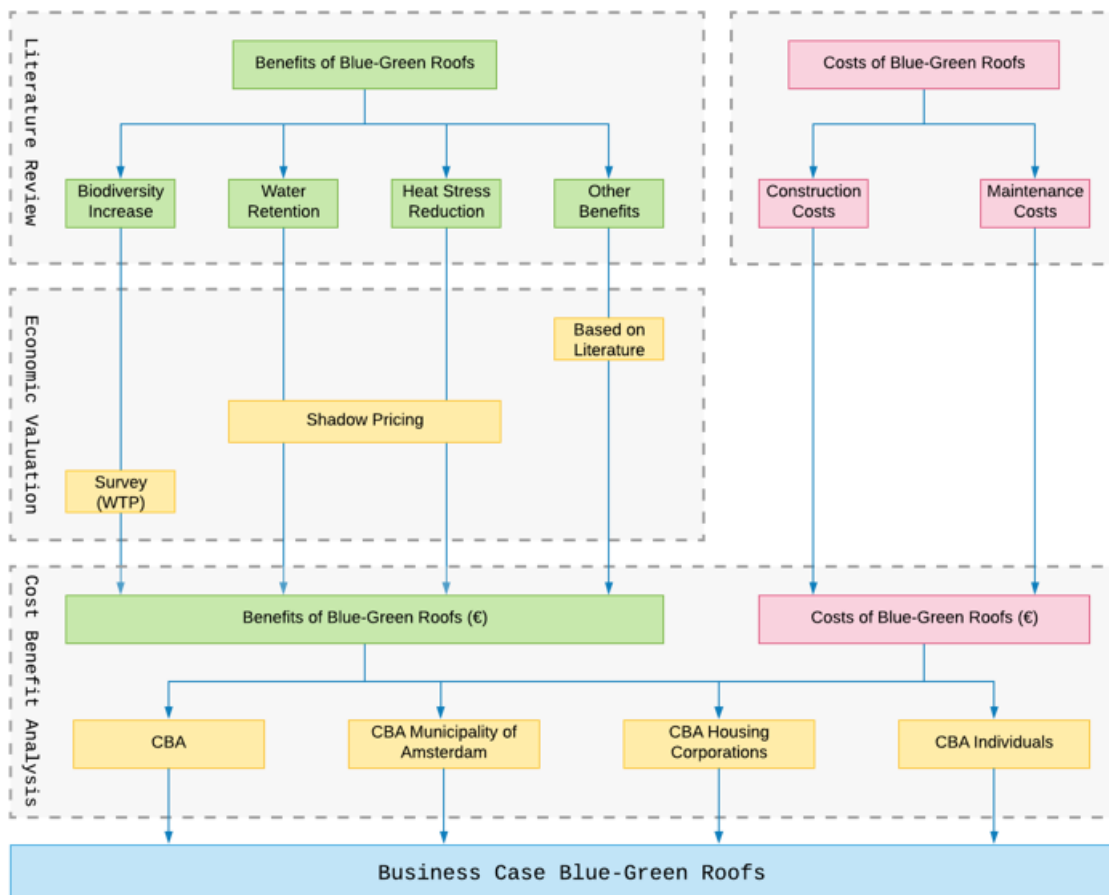 Literature Review
Benefits of Blue-Green Roofs
Costs of Blue-Green Roofs
Biodiversity
Increase
Water
Retention
Heat Stress
Reduction
Other
Benefits
Construction
Costs
Maintenance
Costs
Economic Valuation
Based on
Literature
Shadow Pricing
Survey
(WTP)
Cost Benefit Analysis
Benefits of Blue-Green Roofs (€)
Costs of Blue-Green Roofs (€)
CBA
CBA Municipality of
Amsterdam
CBA Housing
Corporations
CBA Individuals
Business Case Blue-Green Roofs